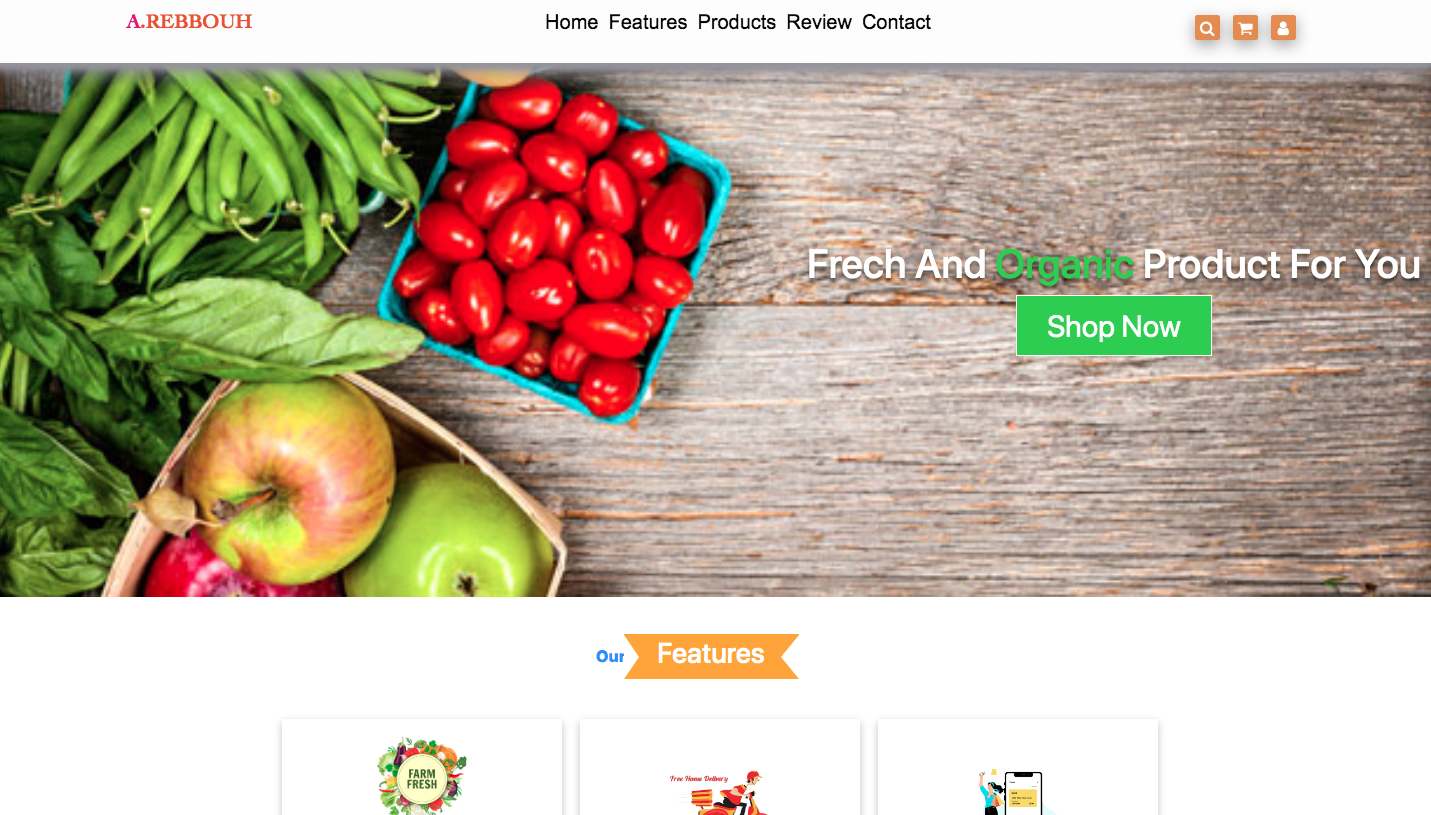 A.REBBOUH
Home Features Products Review Contact
Frech And Organic Product For You
Shop Now
Our Features
FARM
FRESH
Free Home Delivery